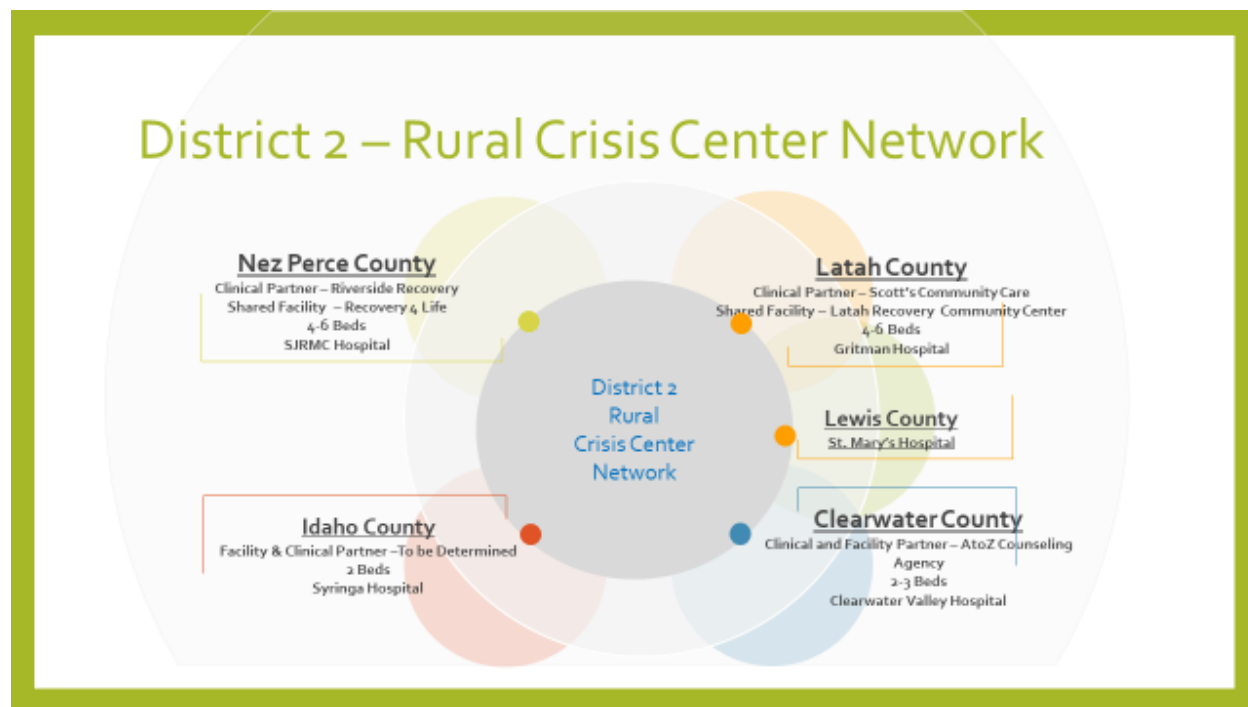 District 2 – Rural Crisis Center Network
Nez Perce County
Clinical Partner – Riverside Recovery
Shared Facility – Recovery 4 Life
4-6 Beds
SJRMC Hospital
Latah County
Clinical Partner – Scott's Community Care
Shared Facility – Latah Recovery Community Center
4-6 Beds
Gritman Hospital
District 2
Rural
Crisis Center
Network
Lewis County
St. Mary's Hospital
Idaho County
Facility & Clinical Partner –To be Determined
2 Beds
Syringa Hospital
Clearwater County
Clinical and Facility Partner – AtoZ Counseling
Agency
2-3 Beds
Clearwater Valley Hospital